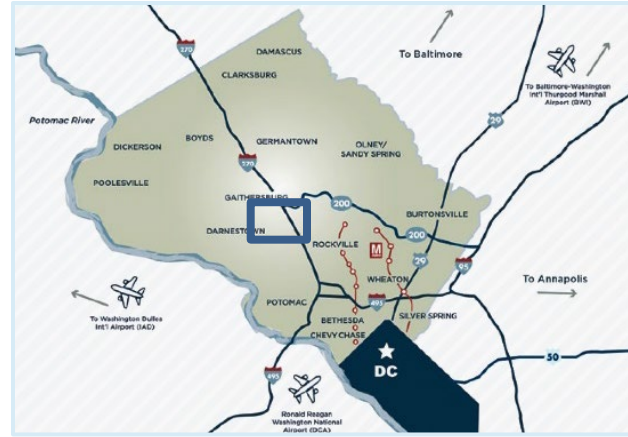 270
DAMASCUS
CLARKSBURG
To Baltimore
To Baltimore-Washington
Int'l Thurgood Marshall
Airport (BWI)
Potomac River
29
BOYDS
GERMANTOWN
OLNEY/
SANDY SPRING
DICKERSON
270
POOLESVILLE
GAITHERSBURG
200
BURTONSVILLE
DARNESTOWN
ROCKVILLE
M
200
29
95
WHEATON
To Annapolis
To Washington Dulles
Int'l Airport (IAD)
POTOMAC
495
BETHESDA
SILVER SPRING
CHEVY CHASE
DC
50
495
Ronald Reagan
Washington National
Airport (DCA)